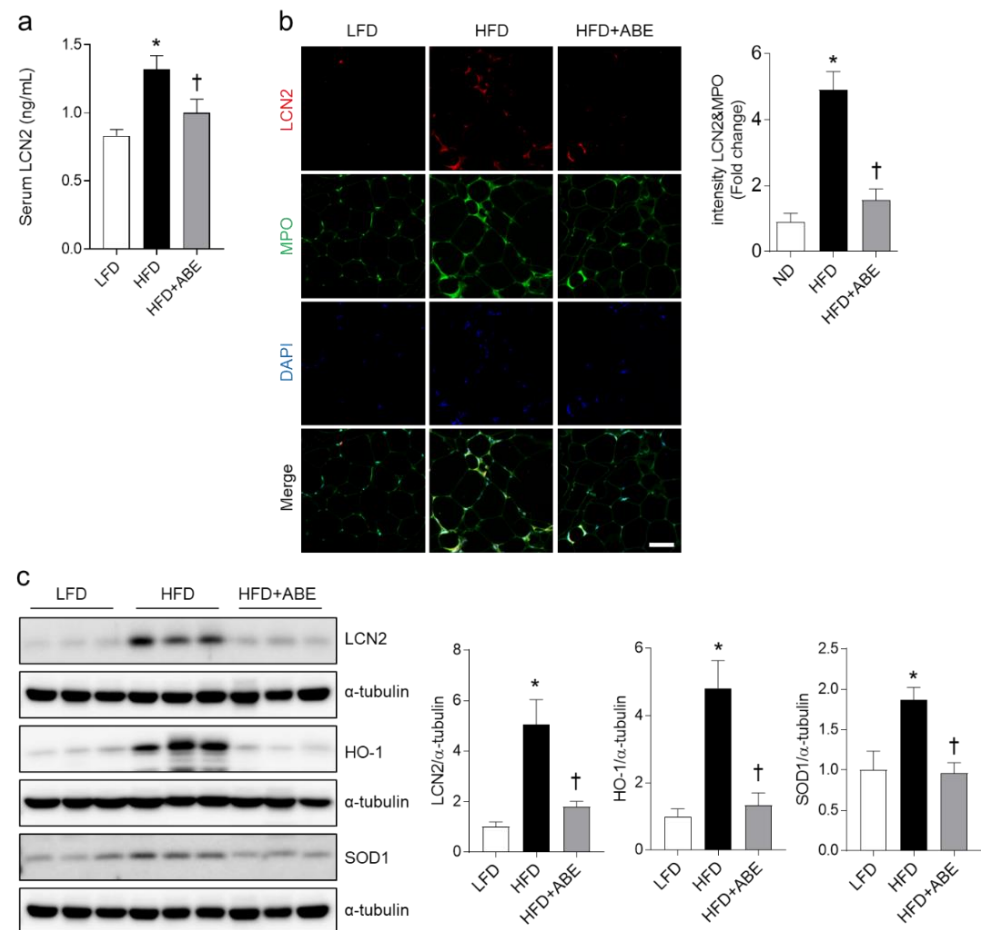 a
Serum LCN2 (ng/mL)
1.5
1.0
0.5
0.0
*
†
LFD
HFD
HFD+ABE
b
LFD
HFD
HFD+ABE
LCN2
MPO
DAPI
Merge
intensity LCN2&MPO
(Fold change)
6
4
2
0
*
†
ND
HFD
HFD+ABE
c
LFD
HFD
HFD+ABE
LCN2
α-tubulin
HO-1
α-tubulin
SOD1
α-tubulin
LCN2/α-tubulin
8
6
4
2
0
*
†
LFD
HFD
HFD+ABE
HO-1/α-tubulin
6
4
2
0
*
†
LFD
HFD
HFD+ABE
SOD1/α-tubulin
2.5
2.0
1.5
1.0
0.5
0.0
*
†
LFD
HFD
HFD+ABE